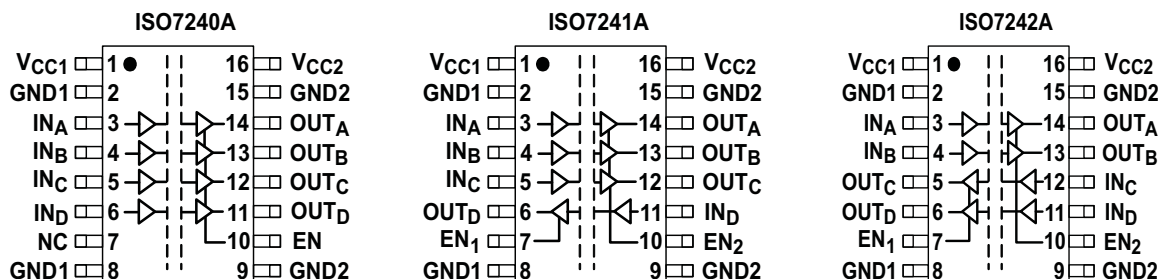 ISO7240A
VCC1 1 16 VCC2
GND1 2 15 GND2
INA 3 14 OUTA
INB 4 13 OUTB
INC 5 12 OUTC
IND 6 11 OUTD
NC 7 10 EN
GND1 8 9 GND2
ISO7241A
VCC1 1 16 VCC2
GND1 2 15 GND2
INA 3 14 OUTA
INB 4 13 OUTB
INC 5 12 OUTC
OUTD 6 11 IND
EN1 7 10 EN2
GND1 8 9 GND2
ISO7242A
VCC1 1 16 VCC2
GND1 2 15 GND2
INA 3 14 OUTA
INB 4 13 OUTB
OUTC 5 12 INC
OUTD 6 11 IND
EN1 7 10 EN2
GND1 8 9 GND2